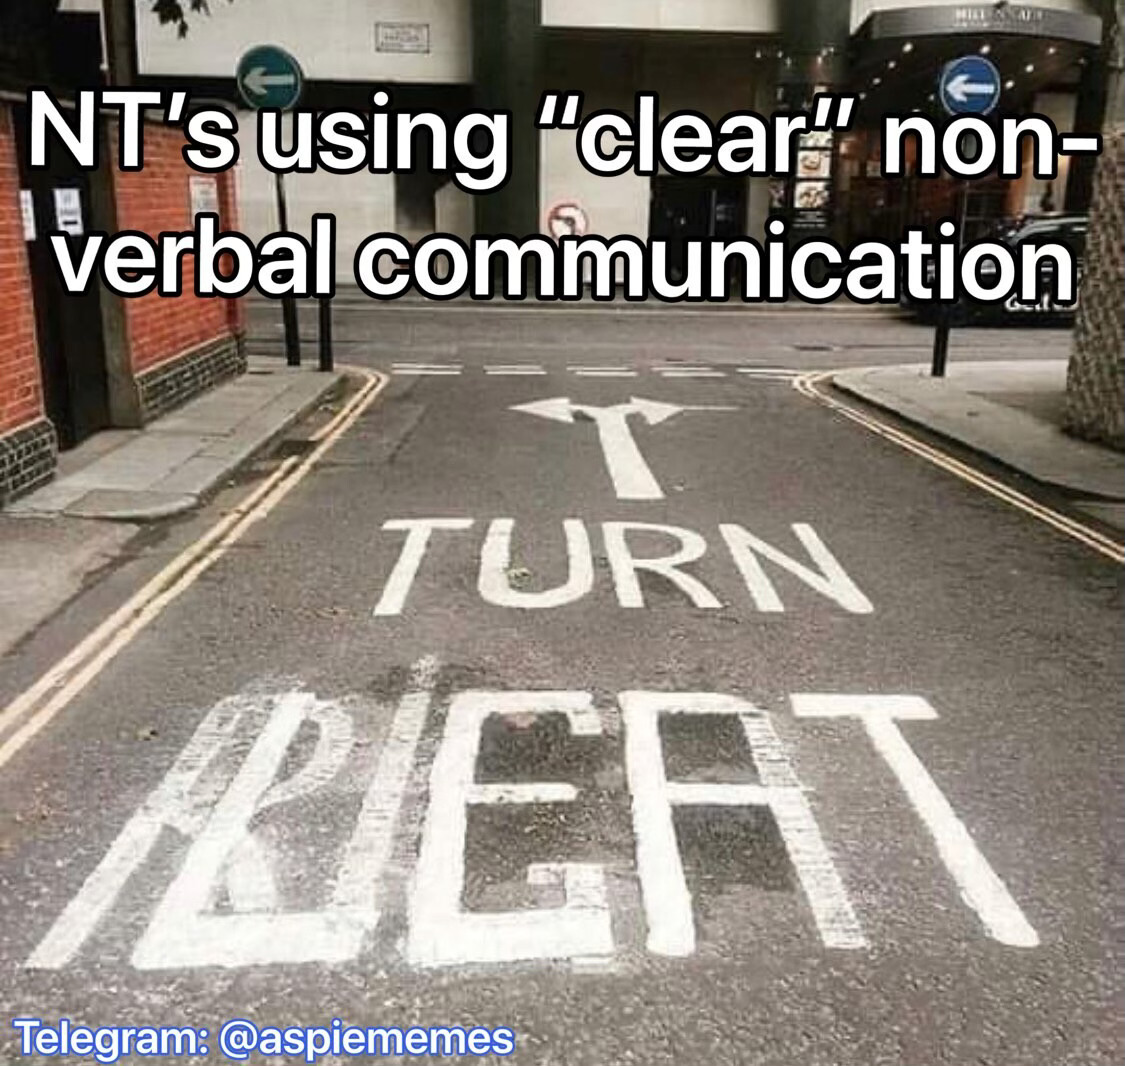 NT’s using “clear” non-
verbal communication
TURN
Telegram: @aspiememes